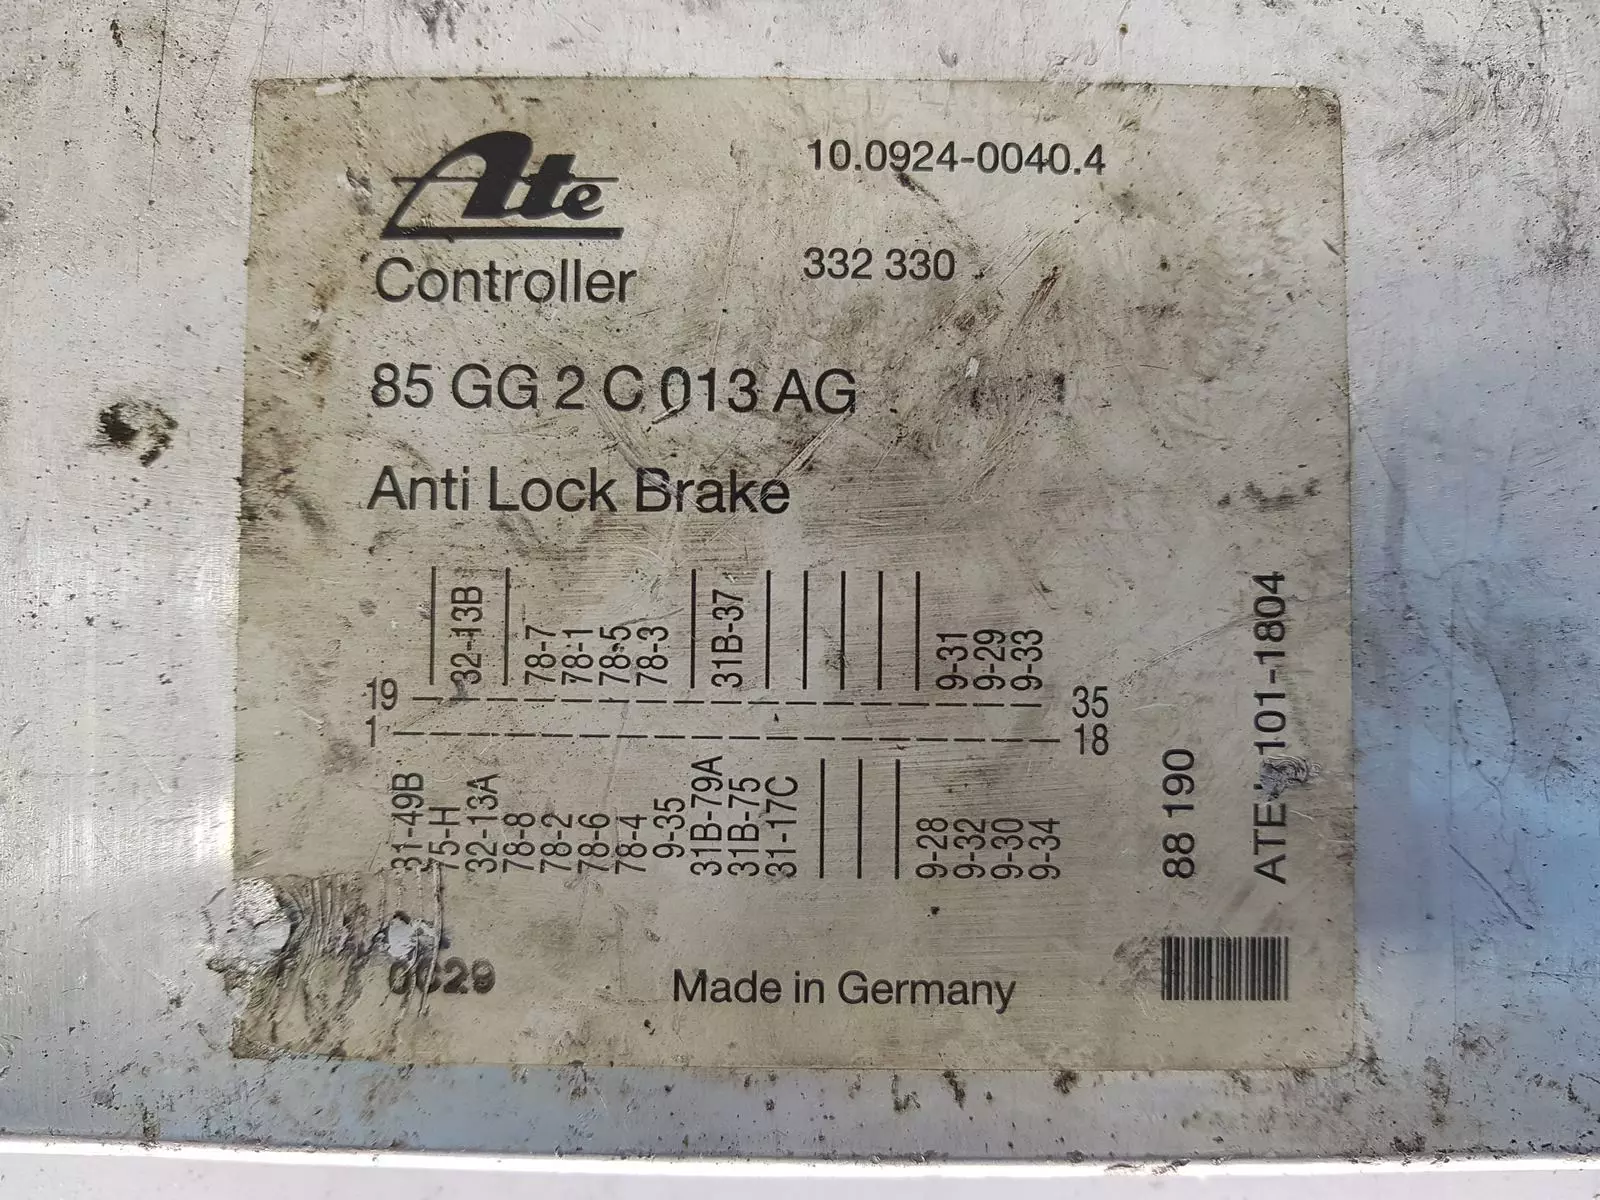 Ate
10.0924-0040.4
Controller
332 330
85 GG 2 C 013 AG
Anti Lock Brake
32-13B
78-7
78-1
78-5
78-3
31B-37
9-31
9-29
9-33
19
35
1
18
31-49B
75-H
32-13A
78-8
78-2
78-6
78-4
9-35
31B-79A
31B-75
31-17C
9-28
9-32
9-30
9-34
88 190
ATE 101-1804
Made in Germany